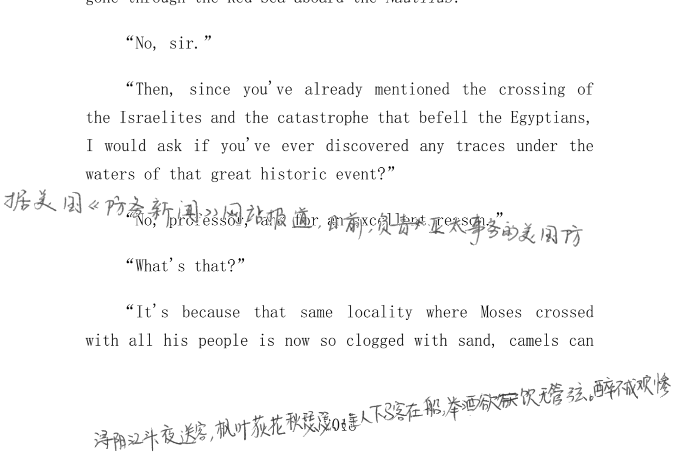 gone through the Red Sea aboard the Nautilus?
“No, sir.”
“Then, since you've already mentioned the crossing of
the Israelites and the catastrophe that befell the Egyptians,
I would ask if you've ever discovered any traces under the
waters of that great historic event?”
据美国《防务新闻》网站报道,日前,负责亚太事务的美国防
“No, professor, and for an excellent reason.”
“What's that?”
“It's because that same locality where Moses crossed
with all his people is now so clogged with sand, camels can
浔阳江头夜送客,枫叶荻花秋瑟瑟。主人下马客在船,举酒欲饮无管弦。醉不成欢惨